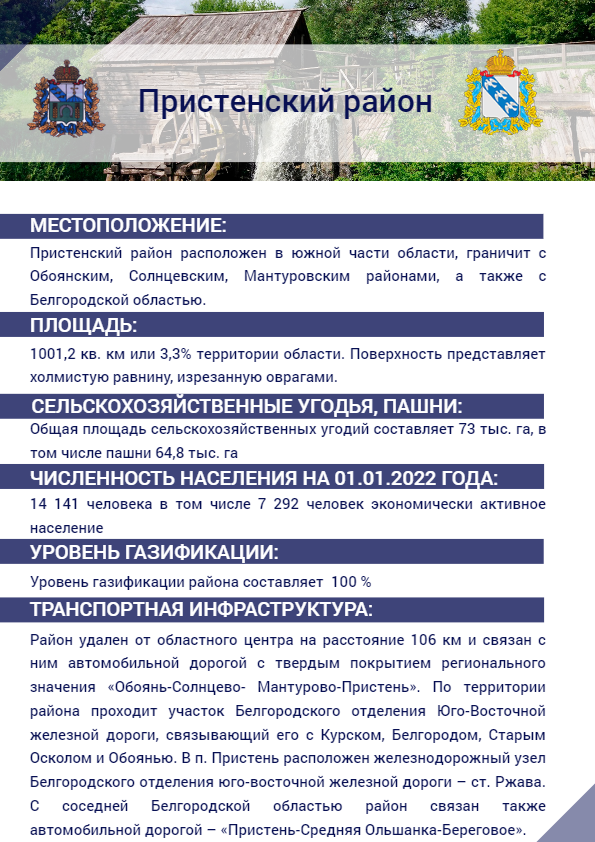 Пристенский район
МЕСТОПОЛОЖЕНИЕ:
Пристенский район расположен в южной части области, граничит с
Обоянским, Солнцевским, Мантуровским районами, а также с
Белгородской областью.
ПЛОЩАДЬ:
1001,2 кв. км или 3,3% территории области. Поверхность представляет
холмистую равнину, изрезанную оврагами.
СЕЛЬСКОХОЗЯЙСТВЕННЫЕ УГОДЬЯ, ПАШНИ:
Общая площадь сельскохозяйственных угодий составляет 73 тыс. га, в
том числе пашни 64,8 тыс. га
ЧИСЛЕННОСТЬ НАСЕЛЕНИЯ НА 01.01.2022 ГОДА:
14 141 человека в том числе 7 292 человек экономически активное
население
УРОВЕНЬ ГАЗИФИКАЦИИ:
Уровень газификации района составляет 100 %
ТРАНСПОРТНАЯ ИНФРАСТРУКТУРА:
Район удален от областного центра на расстояние 106 км и связан с
ним автомобильной дорогой с твердым покрытием регионального
значения «Обоянь-Солнцево- Мантурово-Пристень». По территории
района проходит участок Белгородского отделения Юго-Восточной
железной дороги, связывающий его с Курском, Белгородом, Старым
Осколом и Обоянью. В п. Пристень расположен железнодорожный узел
Белгородского отделения юго-восточной железной дороги – ст. Ржава.
С соседней Белгородской областью район связан также
автомобильной дорогой – «Пристень-Средняя Ольшанка-Береговое».